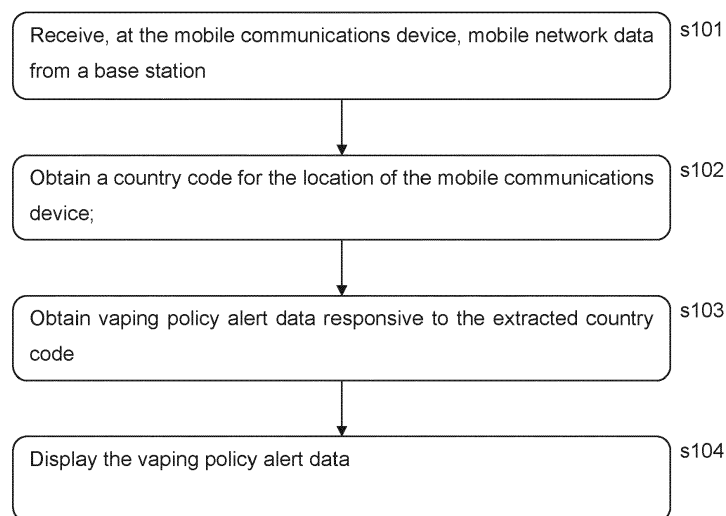 Receive, at the mobile communications device, mobile network data s101
from a base station
Obtain a country code for the location of the mobile communications s102
device;
Obtain vaping policy alert data responsive to the extracted country s103
code
Display the vaping policy alert data s104